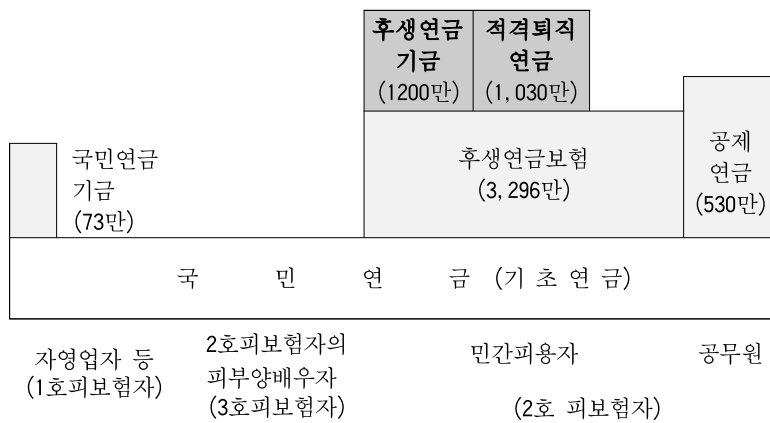 후생연금
기금
(1200만)
적격퇴직
연금
(1,030만)
국민연금
기금
(73만)
후생연금보험
(3,296만)
공제
연금
(530만)
국 민 연 금 (기 초 연 금)
자영업자 등
(1호피보험자)
2호피보험자의
피부양배우자
(3호피보험자)
민간피용자
공무원
(2호 피보험자)